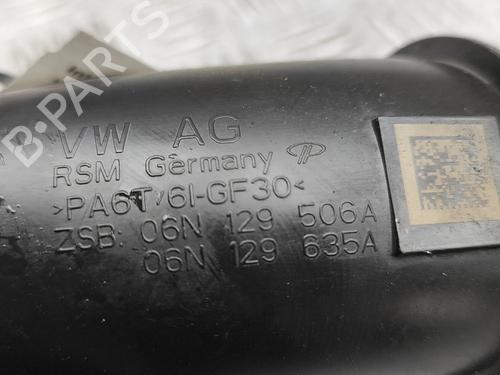 B-PARTS
VW AG
RSM Germany
>PA6T/6I-GF30<
ZSB: 06N 129 506A
06N 129 635A